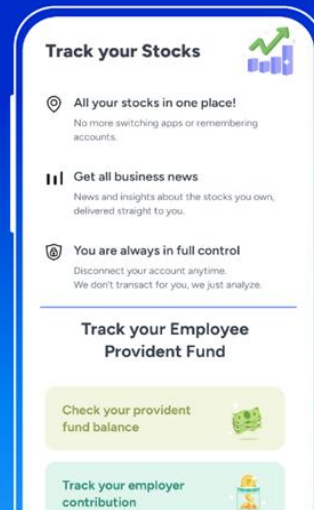 Track your Stocks
All your stocks in one place!
No more switching apps or remembering
accounts.
Get all business news
News and insights about the stocks you own,
delivered straight to you.
You are always in full control
Disconnect your account anytime.
We don't transact for you, we just analyze.
Track your Employee
Provident Fund
Check your provident
fund balance
Track your employer
contribution